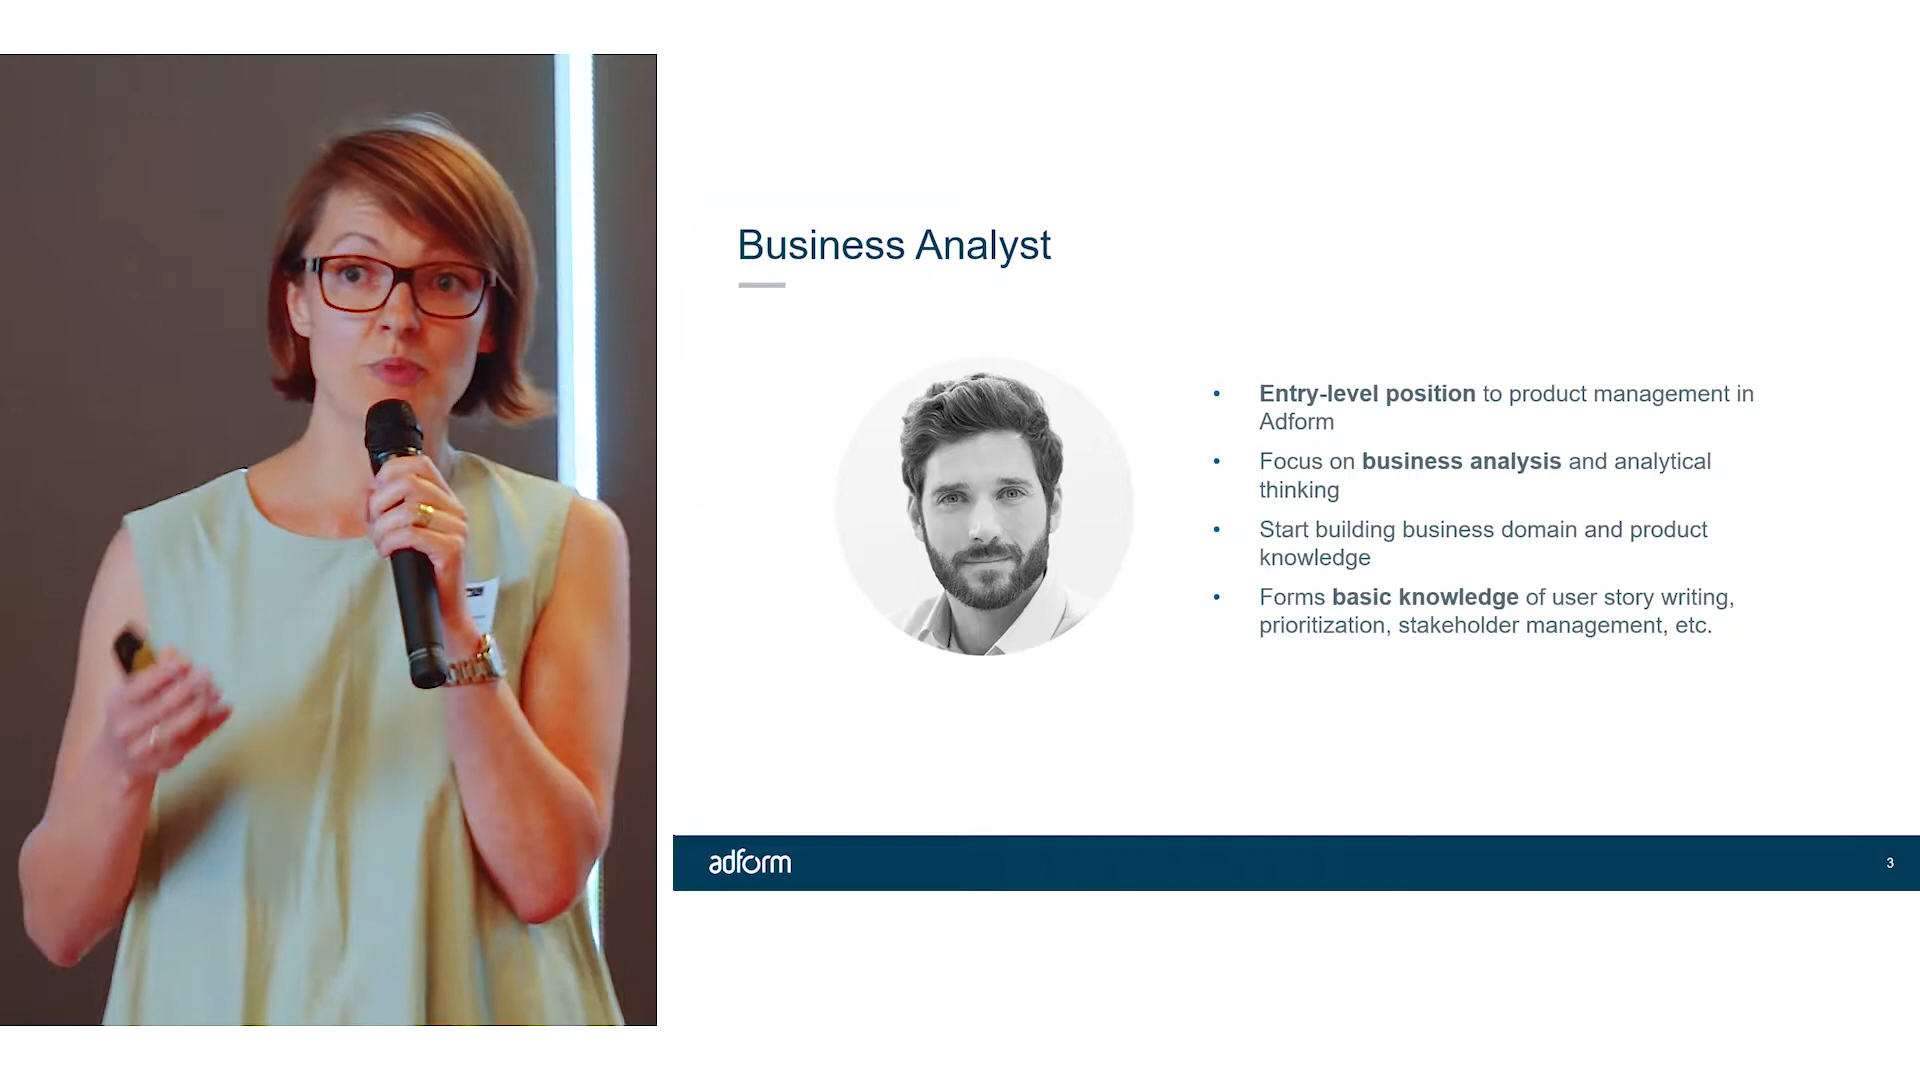 Business Analyst
• Entry-level position to product management in
Adform
• Focus on business analysis and analytical
thinking
• Start building business domain and product
knowledge
• Forms basic knowledge of user story writing,
prioritization, stakeholder management, etc.
adform
3